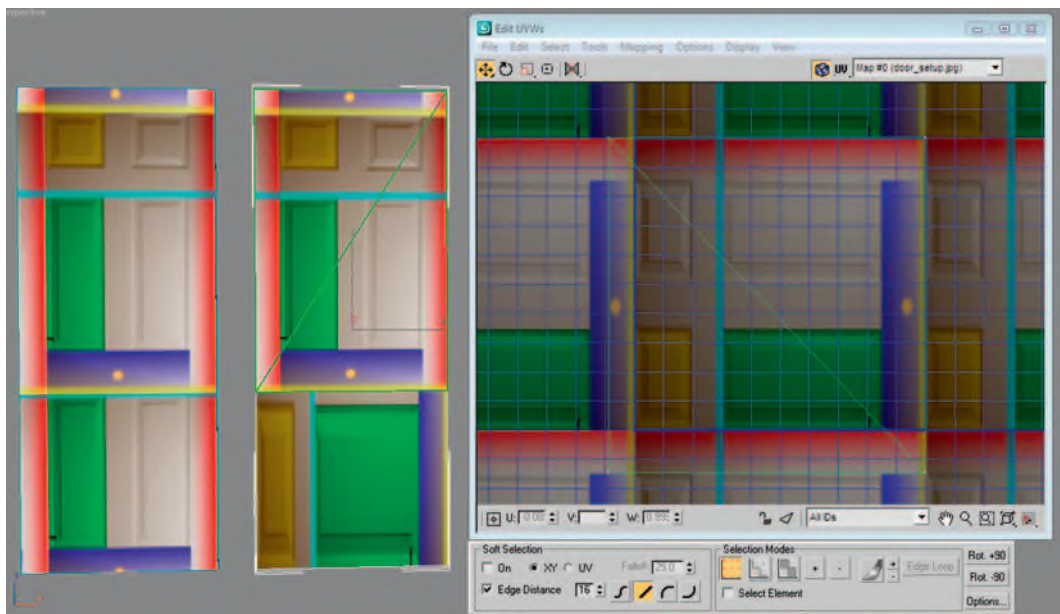 Edit UVWs
File Edit Select Tools Mapping Options Display View
UV Map #0 (door_setup.jpg)
U: V: W: All IDs
Soft Selection
On XY UV Falloff: 25.0
Edge Distance 16
Selection Modes
+ - + - Edge Loop
Select Element
Rot. +90
Rot. -90
Options...